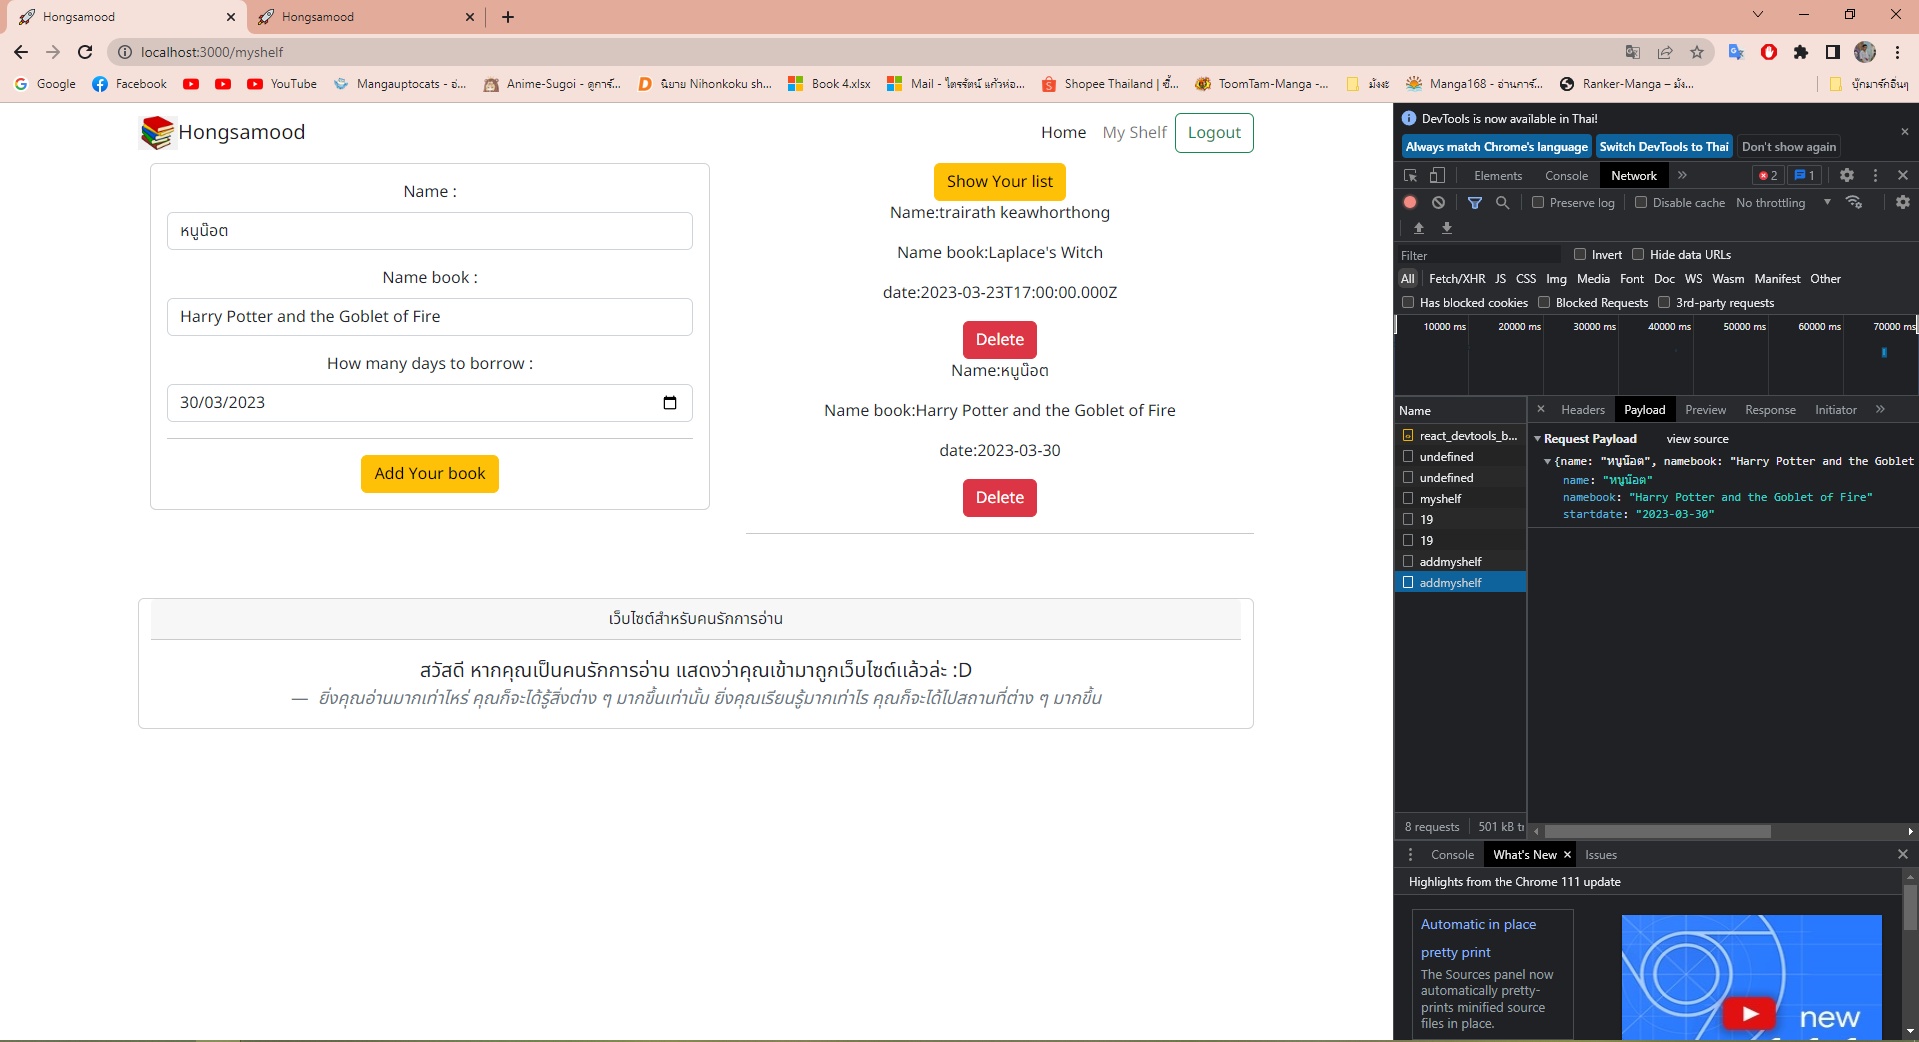 Hongsamood
Hongsamood
localhost:3000/myshelf
Google
Facebook
YouTube
Mangauptocats - อ่...
Anime-Sugoi - ดูการ์...
นิยาย Nihonkoku sh...
Book 4.xlsx
Mail - ไตรรัตน์ แก้วห่อ...
Shopee Thailand | ซื้...
ToomTam-Manga -...
มังงะ
Manga168 - อ่านการ์...
Ranker-Manga – มัง...
บุ๊กมาร์กอื่นๆ
Hongsamood
Home
My Shelf
Logout
Name :
หนูน๊อต
Name book :
Harry Potter and the Goblet of Fire
How many days to borrow :
30/03/2023
Add Your book
Show Your list
Name:trairath keawhorthong
Name book:Laplace's Witch
date:2023-03-23T17:00:00.000Z
Delete
Name:หนูน๊อต
Name book:Harry Potter and the Goblet of Fire
date:2023-03-30
Delete
เว็บไซต์สำหรับคนรักการอ่าน
สวัสดี หากคุณเป็นคนรักการอ่าน แสดงว่าคุณเข้ามาถูกเว็บไซต์แล้วล่ะ :D
— ยิ่งคุณอ่านมากเท่าไหร่ คุณก็จะได้รู้สิ่งต่าง ๆ มากขึ้นเท่านั้น ยิ่งคุณเรียนรู้มากเท่าไร คุณก็จะได้ไปสถานที่ต่าง ๆ มากขึ้น
DevTools is now available in Thai!
Always match Chrome's language
Switch DevTools to Thai
Don't show again
Elements
Console
Network
2
1
Preserve log
Disable cache
No throttling
Filter
Invert
Hide data URLs
All
Fetch/XHR
JS
CSS
Img
Media
Font
Doc
WS
Wasm
Manifest
Other
Has blocked cookies
Blocked Requests
3rd-party requests
10000 ms
20000 ms
30000 ms
40000 ms
50000 ms
60000 ms
70000 ms
Name
react_devtools_b...
undefined
undefined
myshelf
19
19
addmyshelf
addmyshelf
Headers
Payload
Preview
Response
Initiator
Request Payload
view source
{name: "หนูน๊อต", namebook: "Harry Potter and the Goblet
name: "หนูน๊อต"
namebook: "Harry Potter and the Goblet of Fire"
startdate: "2023-03-30"
8 requests
501 kB tr
Console
What's New
Issues
Highlights from the Chrome 111 update
Automatic in place
pretty print
The Sources panel now
automatically pretty-
prints minified source
files in place.
new